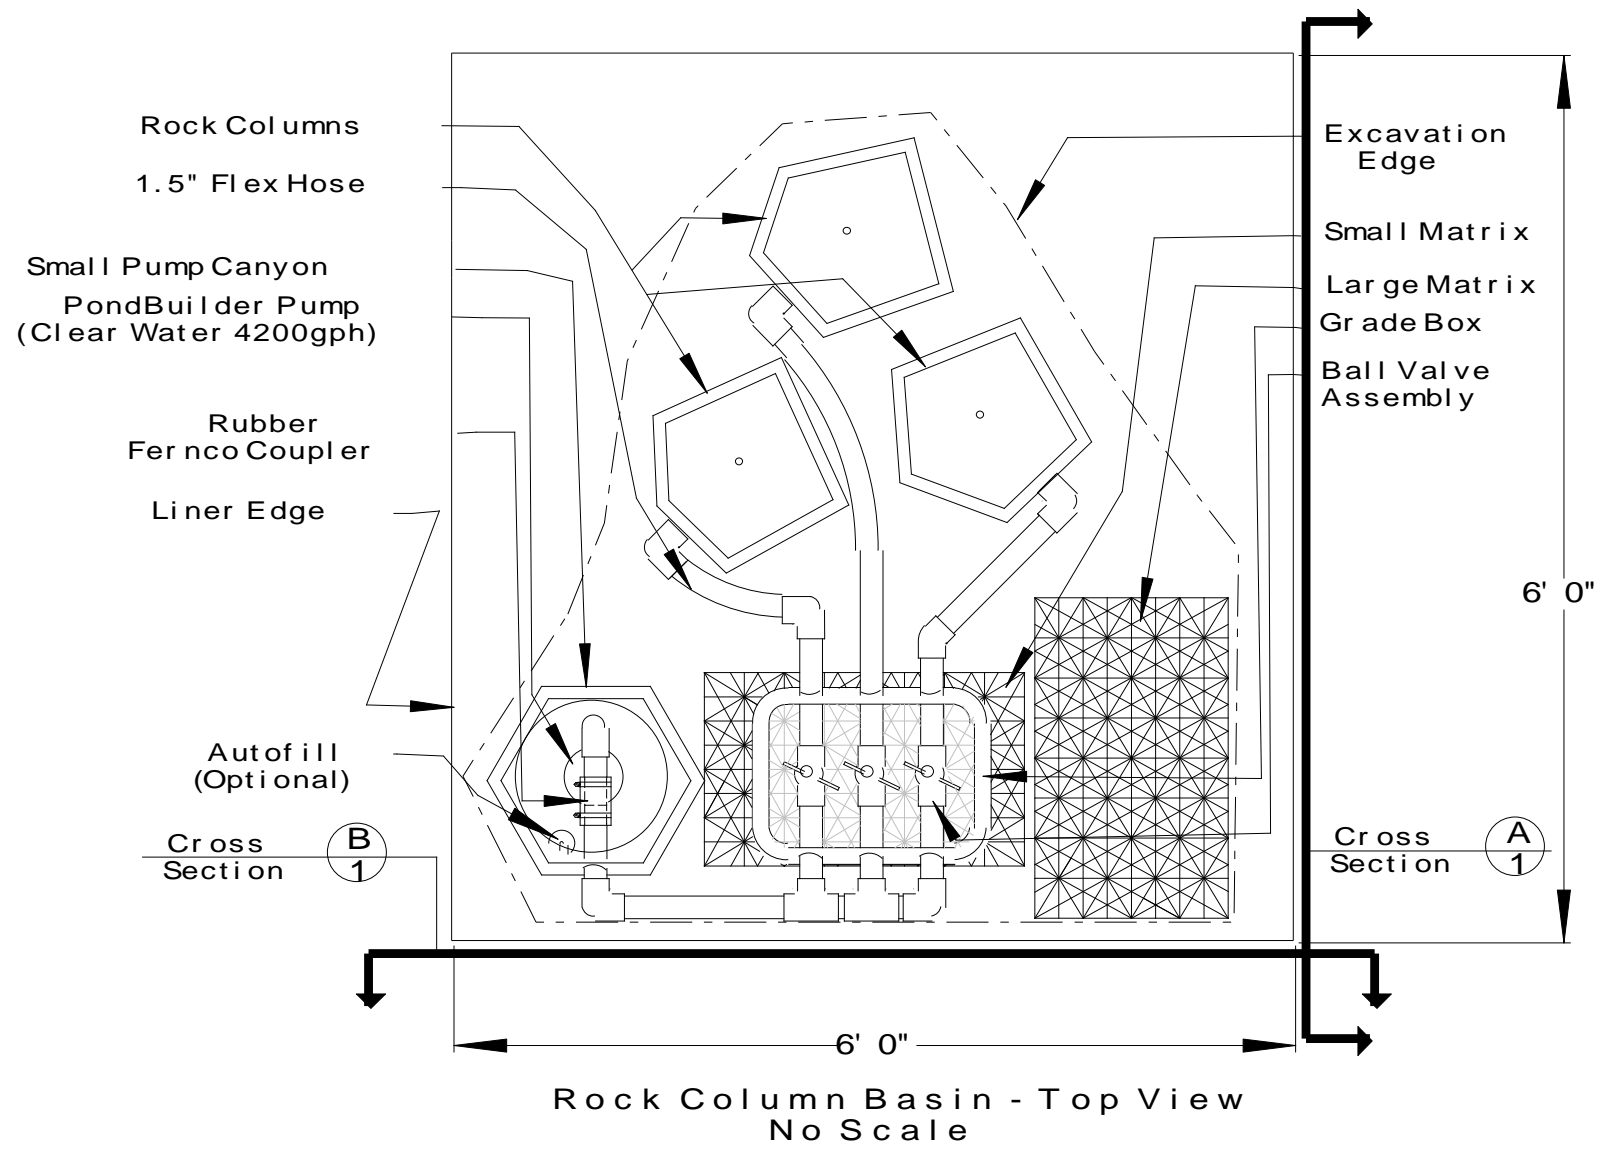 Rock Columns
1.5" Flex Hose
Small Pump Canyon
PondBuilder Pump
(Clear Water 4200gph)
Rubber
Fernco Coupler
Liner Edge
Autofill
(Optional)
Cross
Section
B
1
Excavation
Edge
Small Matrix
Large Matrix
Grade Box
Ball Valve
Assembly
6' 0"
Cross
Section
A
1
6' 0"
Rock Column Basin - Top View
No Scale